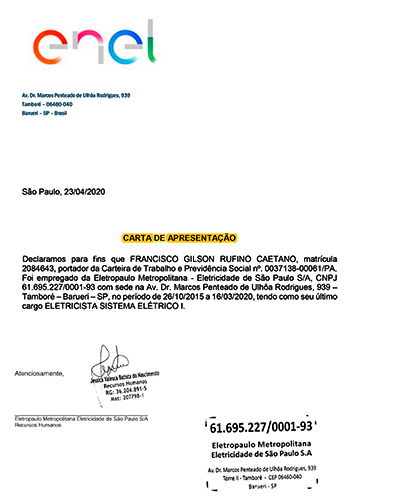 enel
Av. Dr. Marcos Penteado de Ulhôa Rodrigues, 939
Tamboré – 06460-040
Barueri – SP – Brasil
São Paulo, 23/04/2020
CARTA DE APRESENTAÇÃO
Declaramos para fins que FRANCISCO GILSON RUFINO CAETANO, matrícula
2084643, portador da Carteira de Trabalho e Previdência Social nº. 0037138-00061/PA.
Foi empregado da Eletropaulo Metropolitana - Eletricidade de São Paulo S/A, CNPJ
61.695.227/0001-93 com sede na Av. Dr. Marcos Penteado de Ulhôa Rodrigues, 939 –
Tamboré – Barueri – SP, no período de 26/10/2015 a 16/03/2020, tendo como seu último
cargo ELETRICISTA SISTEMA ELÉTRICO I.
Atenciosamente,
Jessica Valesca Batista do Nascimento
Recursos Humanos
RG: 36.204.891-5
Mat: 207798-1
Eletropaulo Metropolitana Eletricidade de São Paulo S/A
Recursos Humanos
61.695.227/0001-93
Eletropaulo Metropolitana
Eletricidade de São Paulo S.A
Av. Dr. Marcos Penteado de Ulhôa Rodrigues, 939
Torre II - Tamboré - CEP 06460-040
Barueri - SP